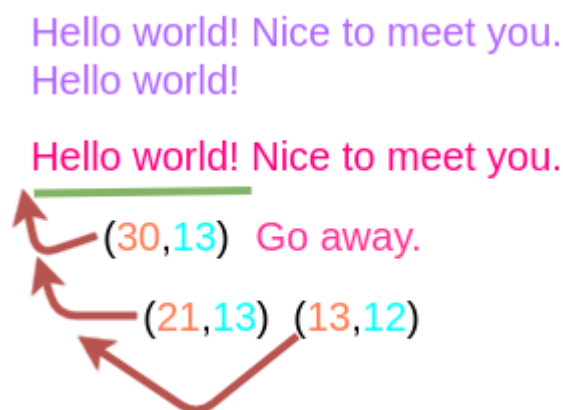 Hello world! Nice to meet you.
Hello world!
Hello world! Nice to meet you.
(30,13) Go away.
(21,13) (13,12)